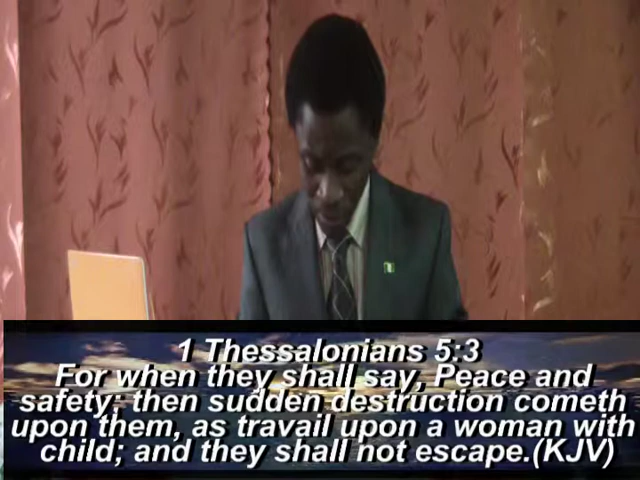 1 Thessalonians 5:3
For when they shall say, Peace and
safety; then sudden destruction cometh
upon them, as travail upon a woman with
child; and they shall not escape.(KJV)